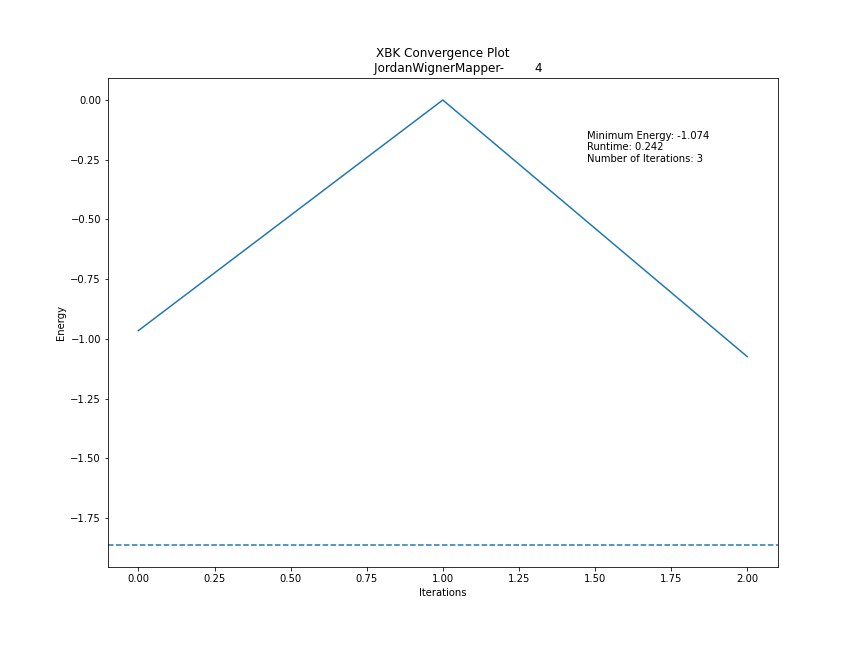 XBK Convergence Plot
JordanWignerMapper-        4
Minimum Energy: -1.074
Runtime: 0.242
Number of Iterations: 3
Energy
0.00
−0.25
−0.50
−0.75
−1.00
−1.25
−1.50
−1.75
0.00 0.25 0.50 0.75 1.00 1.25 1.50 1.75 2.00
Iterations